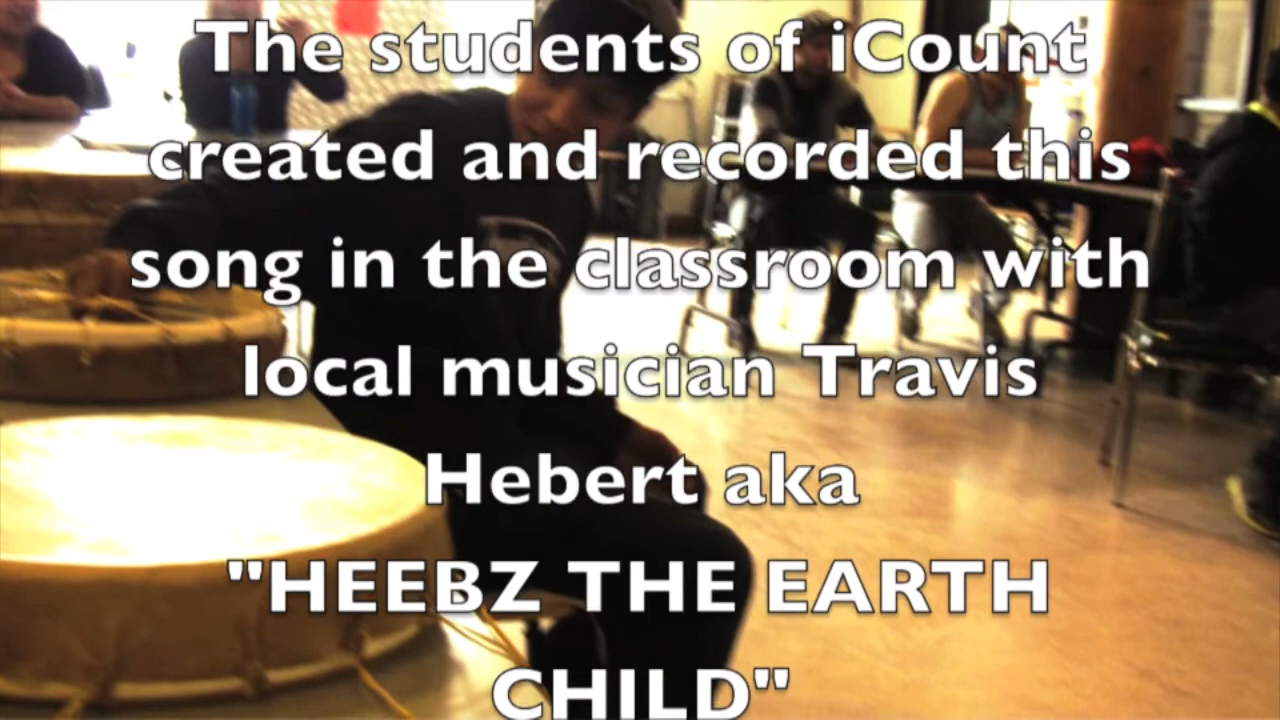 The students of iCount
created and recorded this
song in the classroom with
local musician Travis
Hebert aka
"HEEBZ THE EARTH
CHILD"